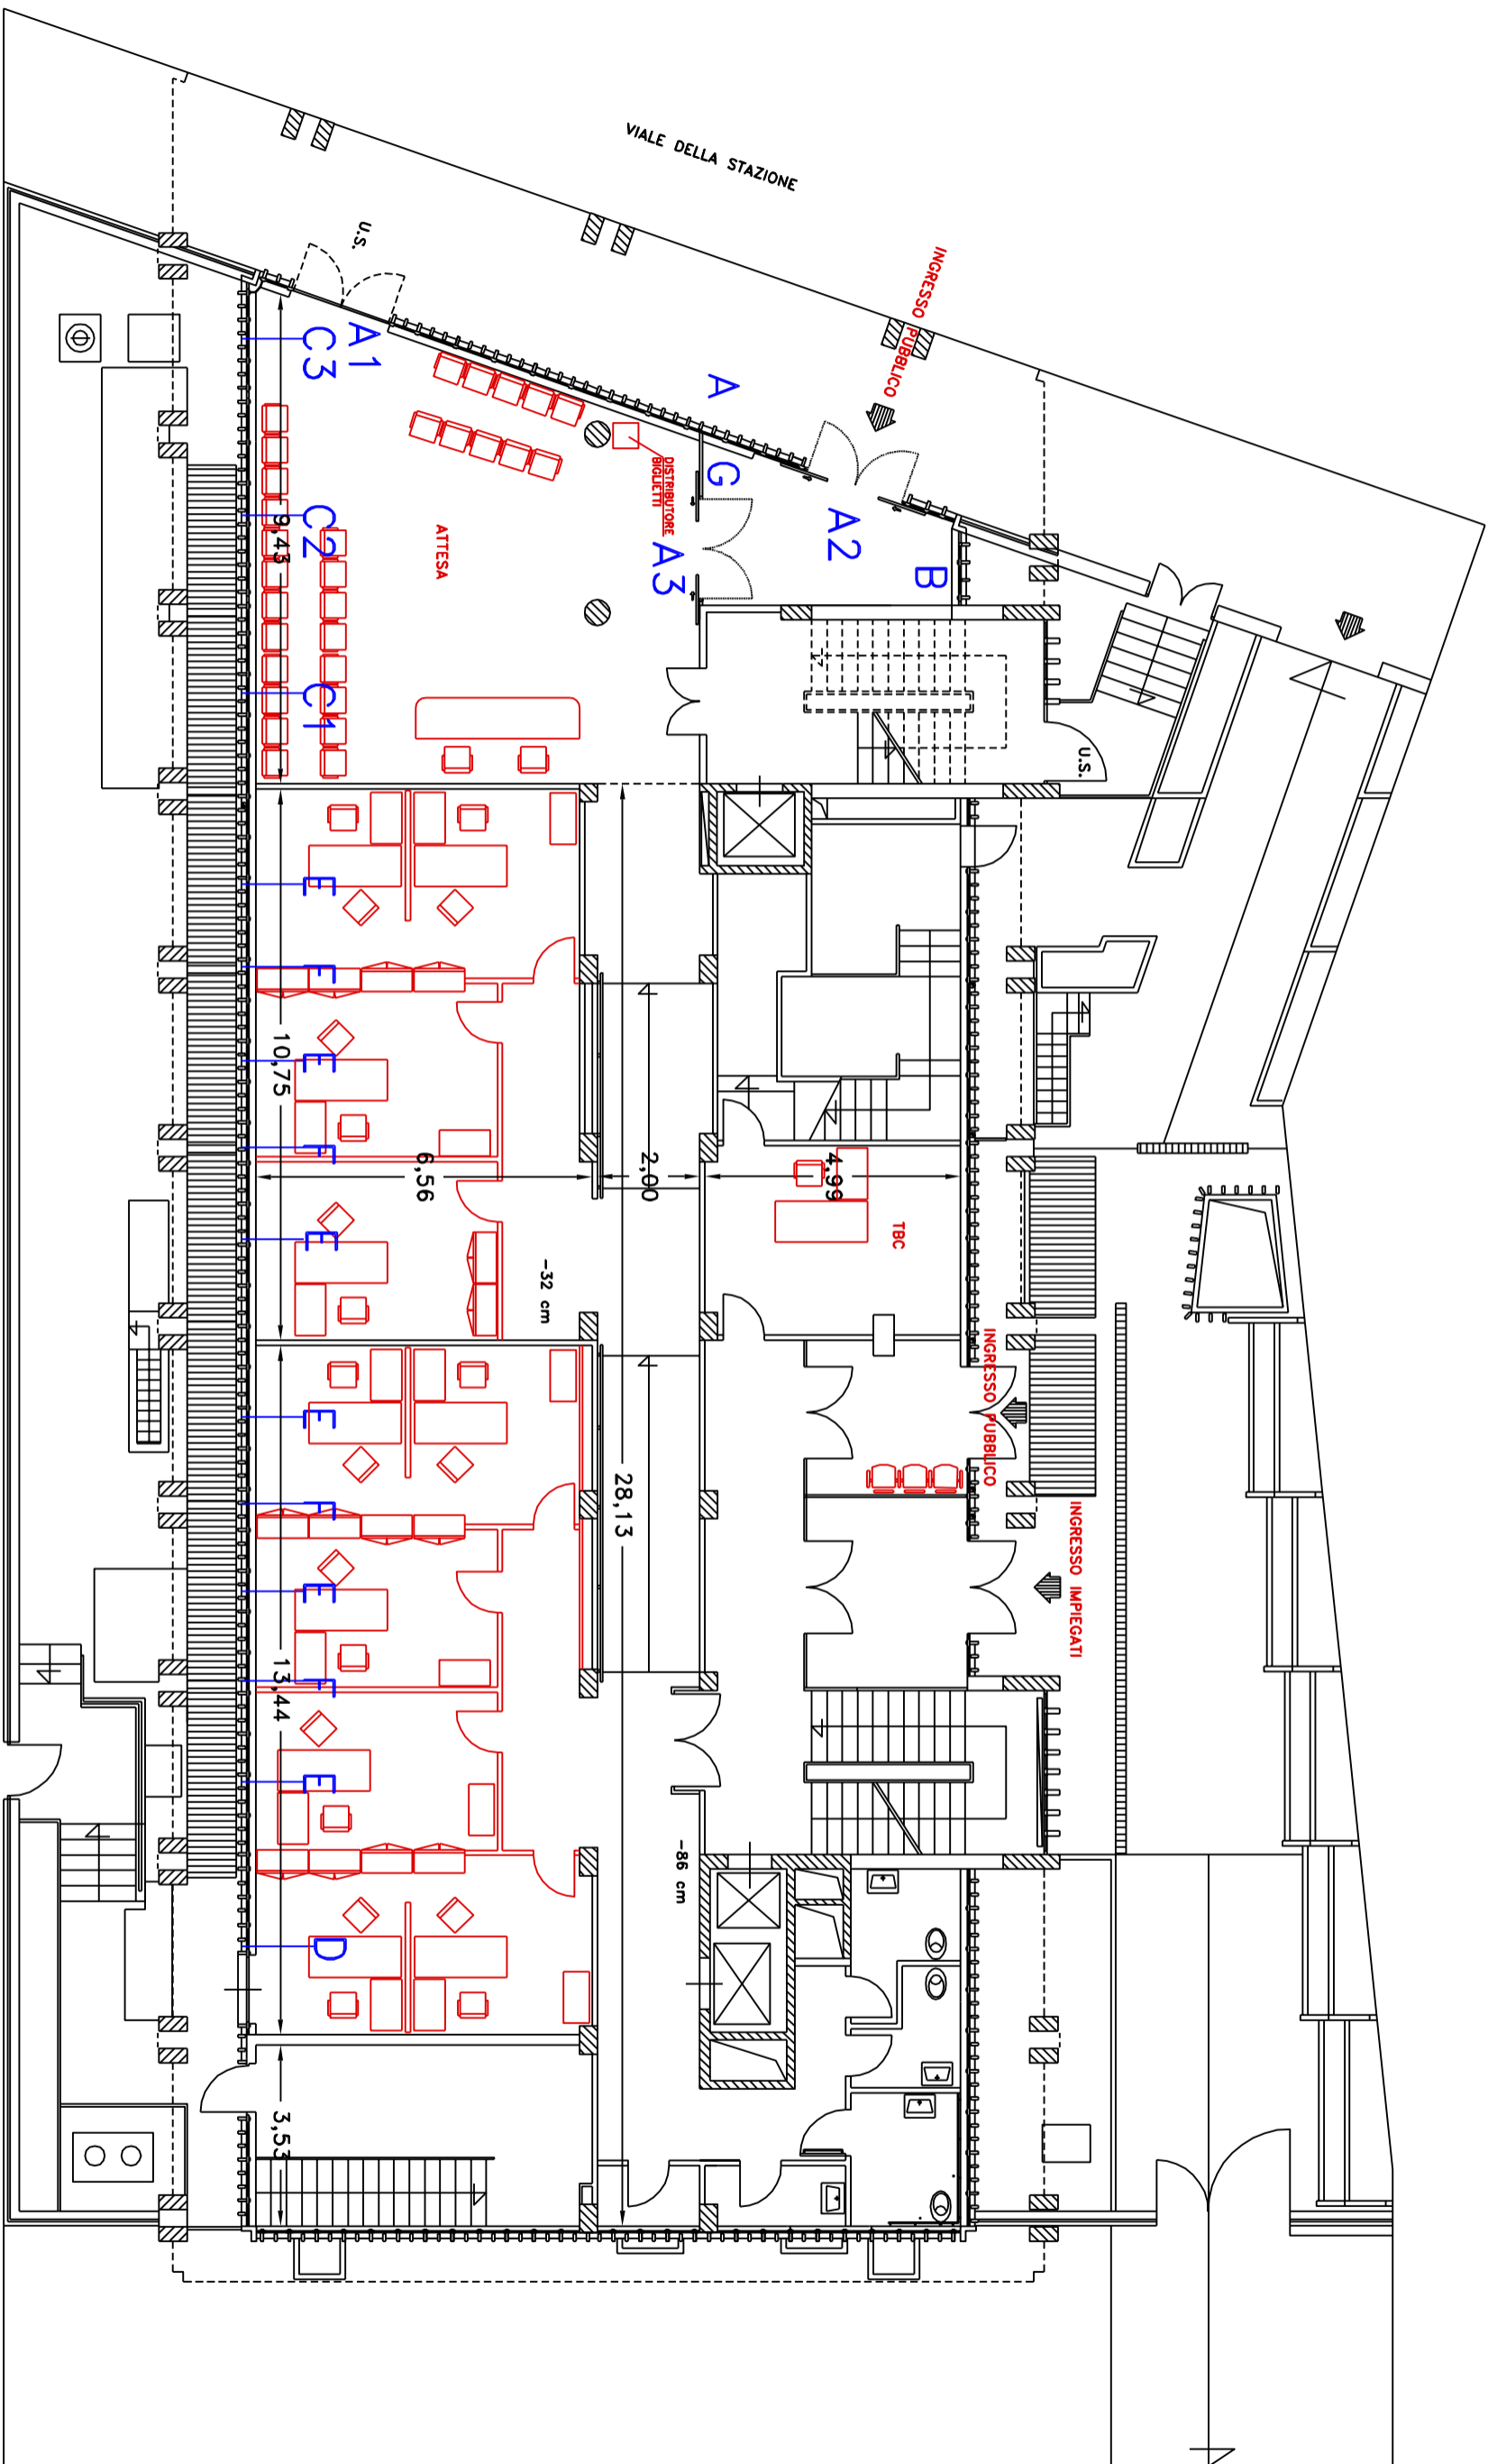 VIALE DELLA STAZIONE
INGRESSO PUBBLICO
U.S.
A1
C3
A
G
A2
B
A3
DISTRIBUTORE
BIGLIETTI
ATTESA
C2
9,43
C1
U.S.
E
F
E
10,75
F
6,56
2,00
4,99
TBC
E
-32 cm
INGRESSO PUBBLICO
INGRESSO IMPIEGATI
E
F
28,13
E
F
13,44
E
-86 cm
D
3,53